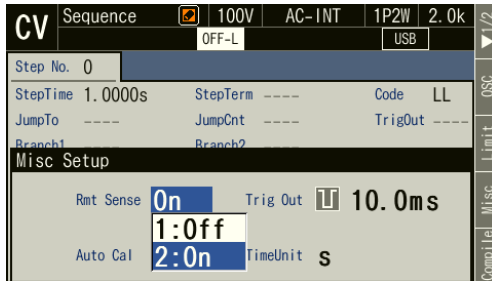 CV Sequence 100V AC-INT 1P2W 2.0k
OFF-L USB
Step No. 0
StepTime 1.0000s StepTerm ---- Code LL
JumpTo ---- JumpCnt ---- TrigOut ----
Branch1 Branch2
Misc Setup
Rmt Sense On Trig Out 10.0ms
1:Off
Auto Cal 2:On TimeUnit s
▼1/2
OSC
Limit
Misc
Compile